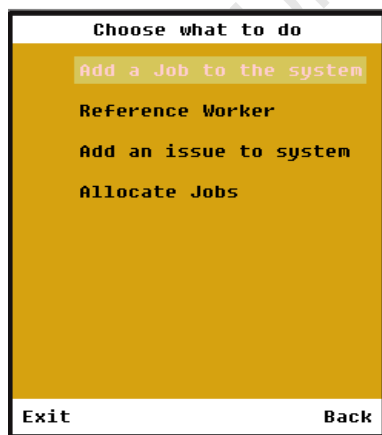 Choose what to do
Add a Job to the system
Reference Worker
Add an issue to system
Allocate Jobs
Exit Back